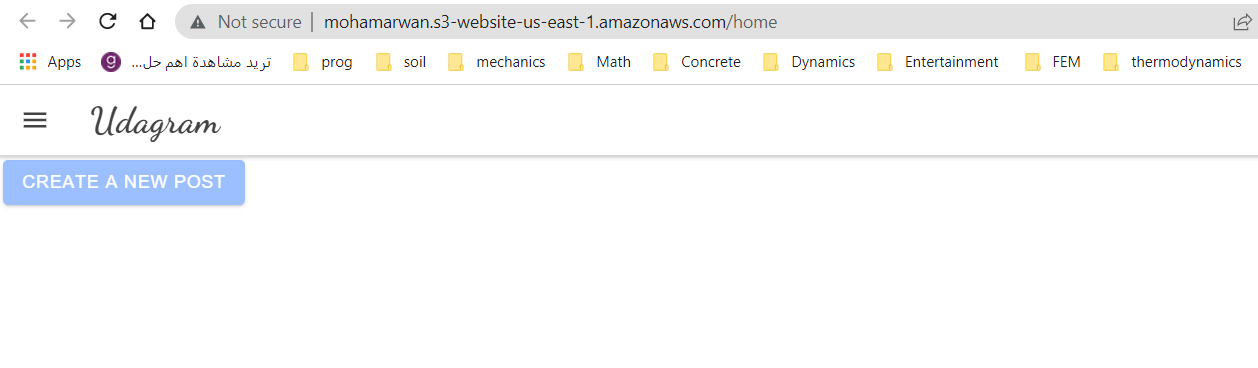 Not secure mohamarwan.s3-website-us-east-1.amazonaws.com/home
Apps g تريد مشاهدة اهم حل... prog soil mechanics Math Concrete Dynamics Entertainment FEM thermodynamics
Udagram
CREATE A NEW POST